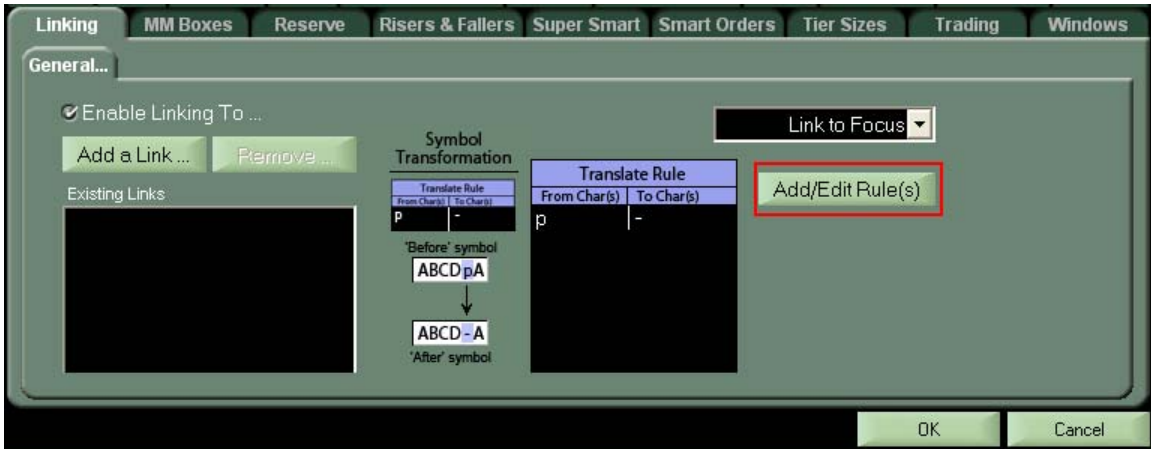 Linking MM Boxes Reserve Risers & Fallers Super Smart Smart Orders Tier Sizes Trading Windows
General...
Enable Linking To ...
Link to Focus
Add a Link ... Remove ...
Symbol
Transformation
Existing Links
Translate Rule
From Char(s) To Char(s)
p -
'Before' symbol
ABCDpA
ABCD-A
'After' symbol
Translate Rule
From Char(s) To Char(s)
p -
Add/Edit Rule(s)
OK Cancel